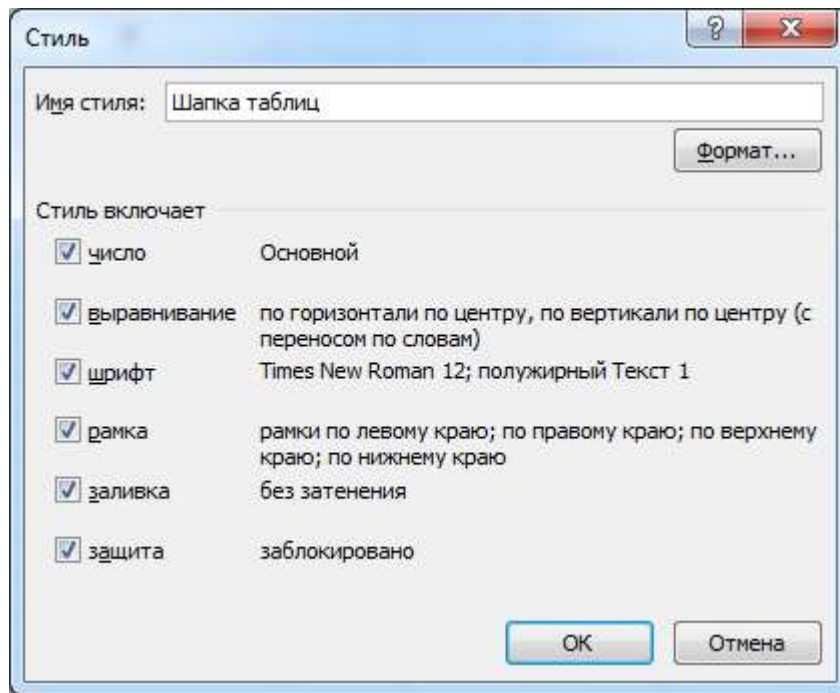 Стиль
Имя стиля: Шапка таблиц
Формат...
Стиль включает
число Основной
выравнивание по горизонтали по центру, по вертикали по центру (с
переносом по словам)
шрифт Times New Roman 12; полужирный Текст 1
рамка рамки по левому краю; по правому краю; по верхнему
краю; по нижнему краю
заливка без затенения
защита заблокировано
ОК Отмена